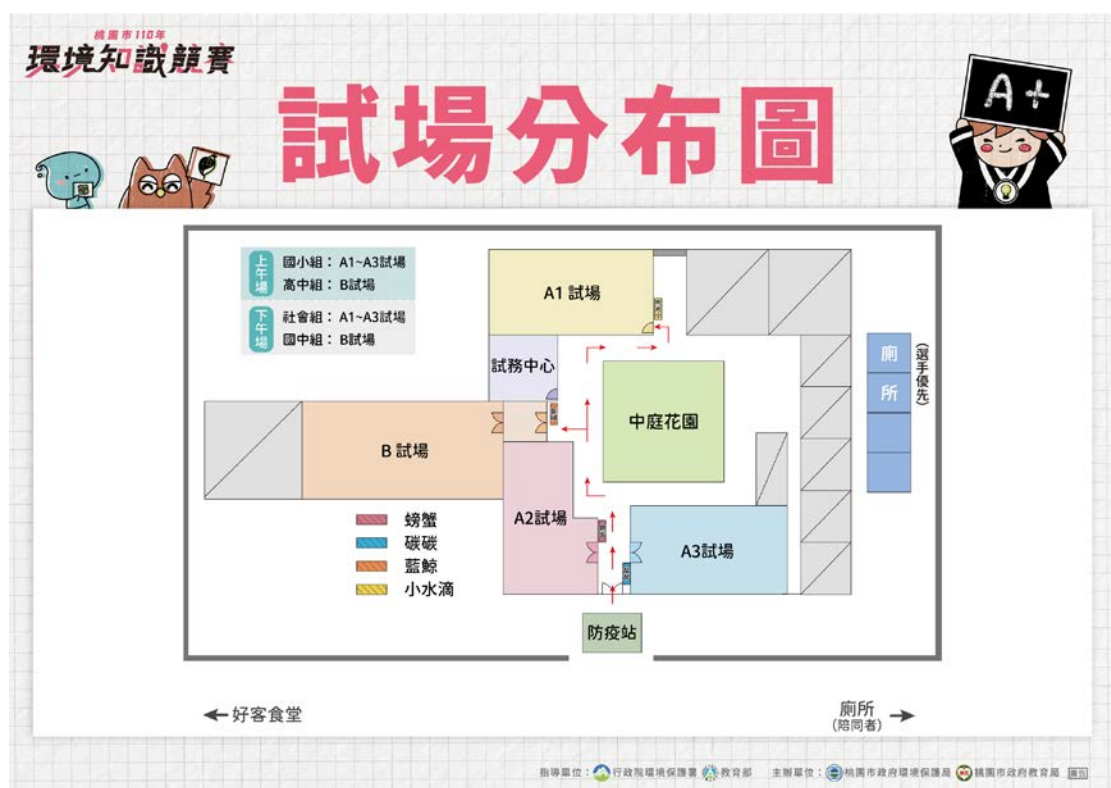 桃園市110年
環境知識競賽
試場分布圖
A+
上午場
國小組：A1~A3試場
高中組：B試場
下午場
社會組：A1~A3試場
國中組：B試場
A1 試場
試務中心
中庭花園
B 試場
A2試場
A3試場
廁所
(選手優先)
螃蟹
碳碳
藍鯨
小水滴
防疫站
好客食堂
廁所
(陪同者)
指導單位：行政院環境保護署 教育部 主辦單位：桃園市政府環境保護局 桃園市政府教育局 廣告